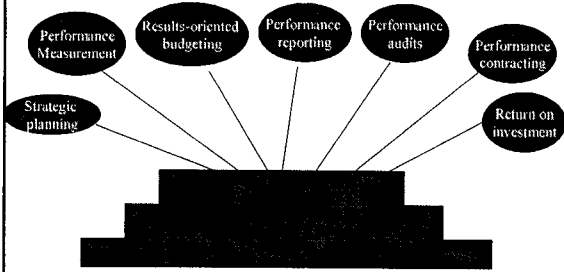 Strategic
planning
Performance
Measurement
Results-oriented
budgeting
Performance
reporting
Performance
audits
Performance
contracting
Return on
investment